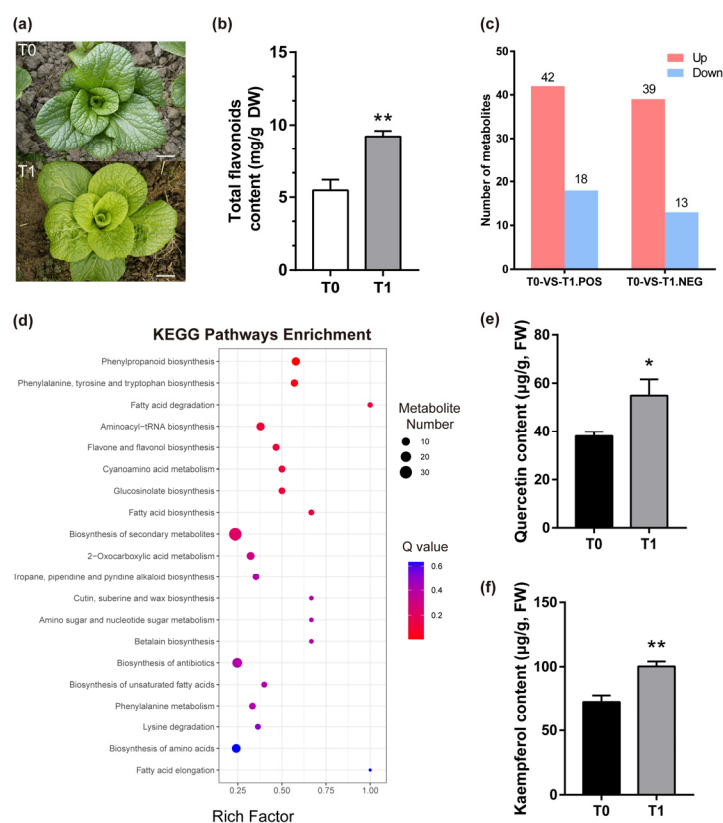 (a)
T0
T1
(b)
Total flavonoids
content (mg/g DW)
15
10
5
0
**
T0
T1
(c)
Number of metabolites
50
40
30
20
10
0
42
18
39
13
Up
Down
T0-VS-T1.POS
T0-VS-T1.NEG
(d)
KEGG Pathways Enrichment
Phenylpropanoid biosynthesis
Phenylalanine, tyrosine and tryptophan biosynthesis
Fatty acid degradation
Aminoacyl−tRNA biosynthesis
Flavone and flavonol biosynthesis
Cyanoamino acid metabolism
Glucosinolate biosynthesis
Fatty acid biosynthesis
Biosynthesis of secondary metabolites
2−Oxocarboxylic acid metabolism
Tropane, piperidine and pyridine alkaloid biosynthesis
Cutin, suberine and wax biosynthesis
Amino sugar and nucleotide sugar metabolism
Betalain biosynthesis
Biosynthesis of antibiotics
Biosynthesis of unsaturated fatty acids
Phenylalanine metabolism
Lysine degradation
Biosynthesis of amino acids
Fatty acid elongation
0.25
0.50
0.75
1.00
Rich Factor
Metabolite
Number
10
20
30
Q value
0.6
0.4
0.2
(e)
Quercetin content (μg/g, FW)
80
60
40
20
0
*
T0
T1
(f)
Kaempferol content (μg/g, FW)
150
100
50
0
**
T0
T1